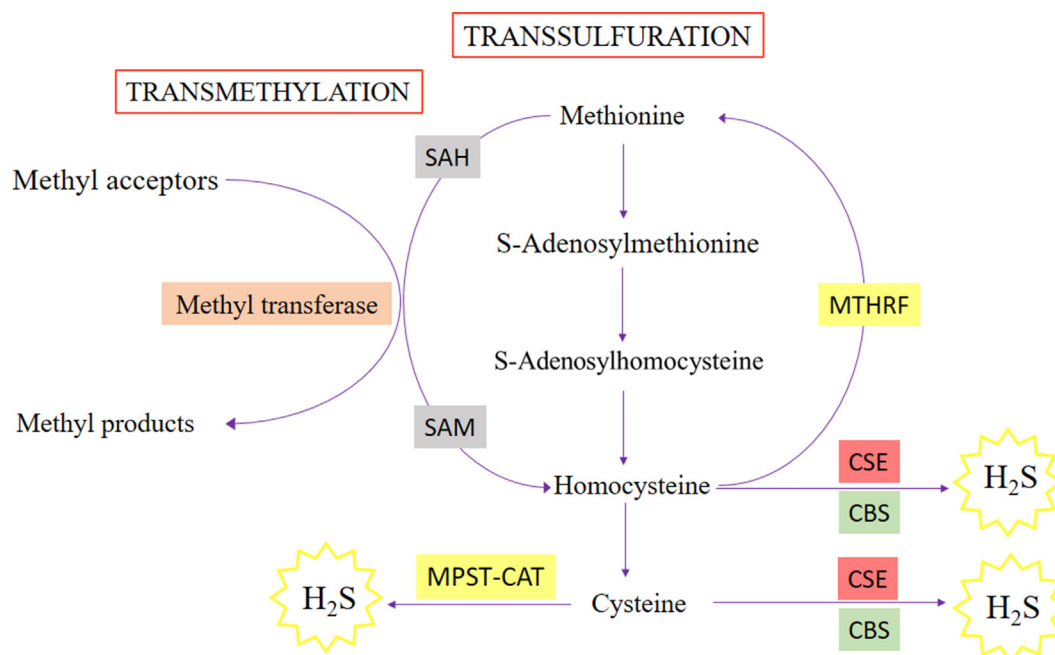 TRANSSULFURATION
TRANSMETHYLATION
Methionine
SAH
Methyl acceptors
S-Adenosylmethionine
Methyl transferase
MTHRF
S-Adenosylhomocysteine
Methyl products
SAM
CSE
Homocysteine
H₂S
CBS
MPST-CAT
CSE
H₂S
Cysteine
H₂S
CBS